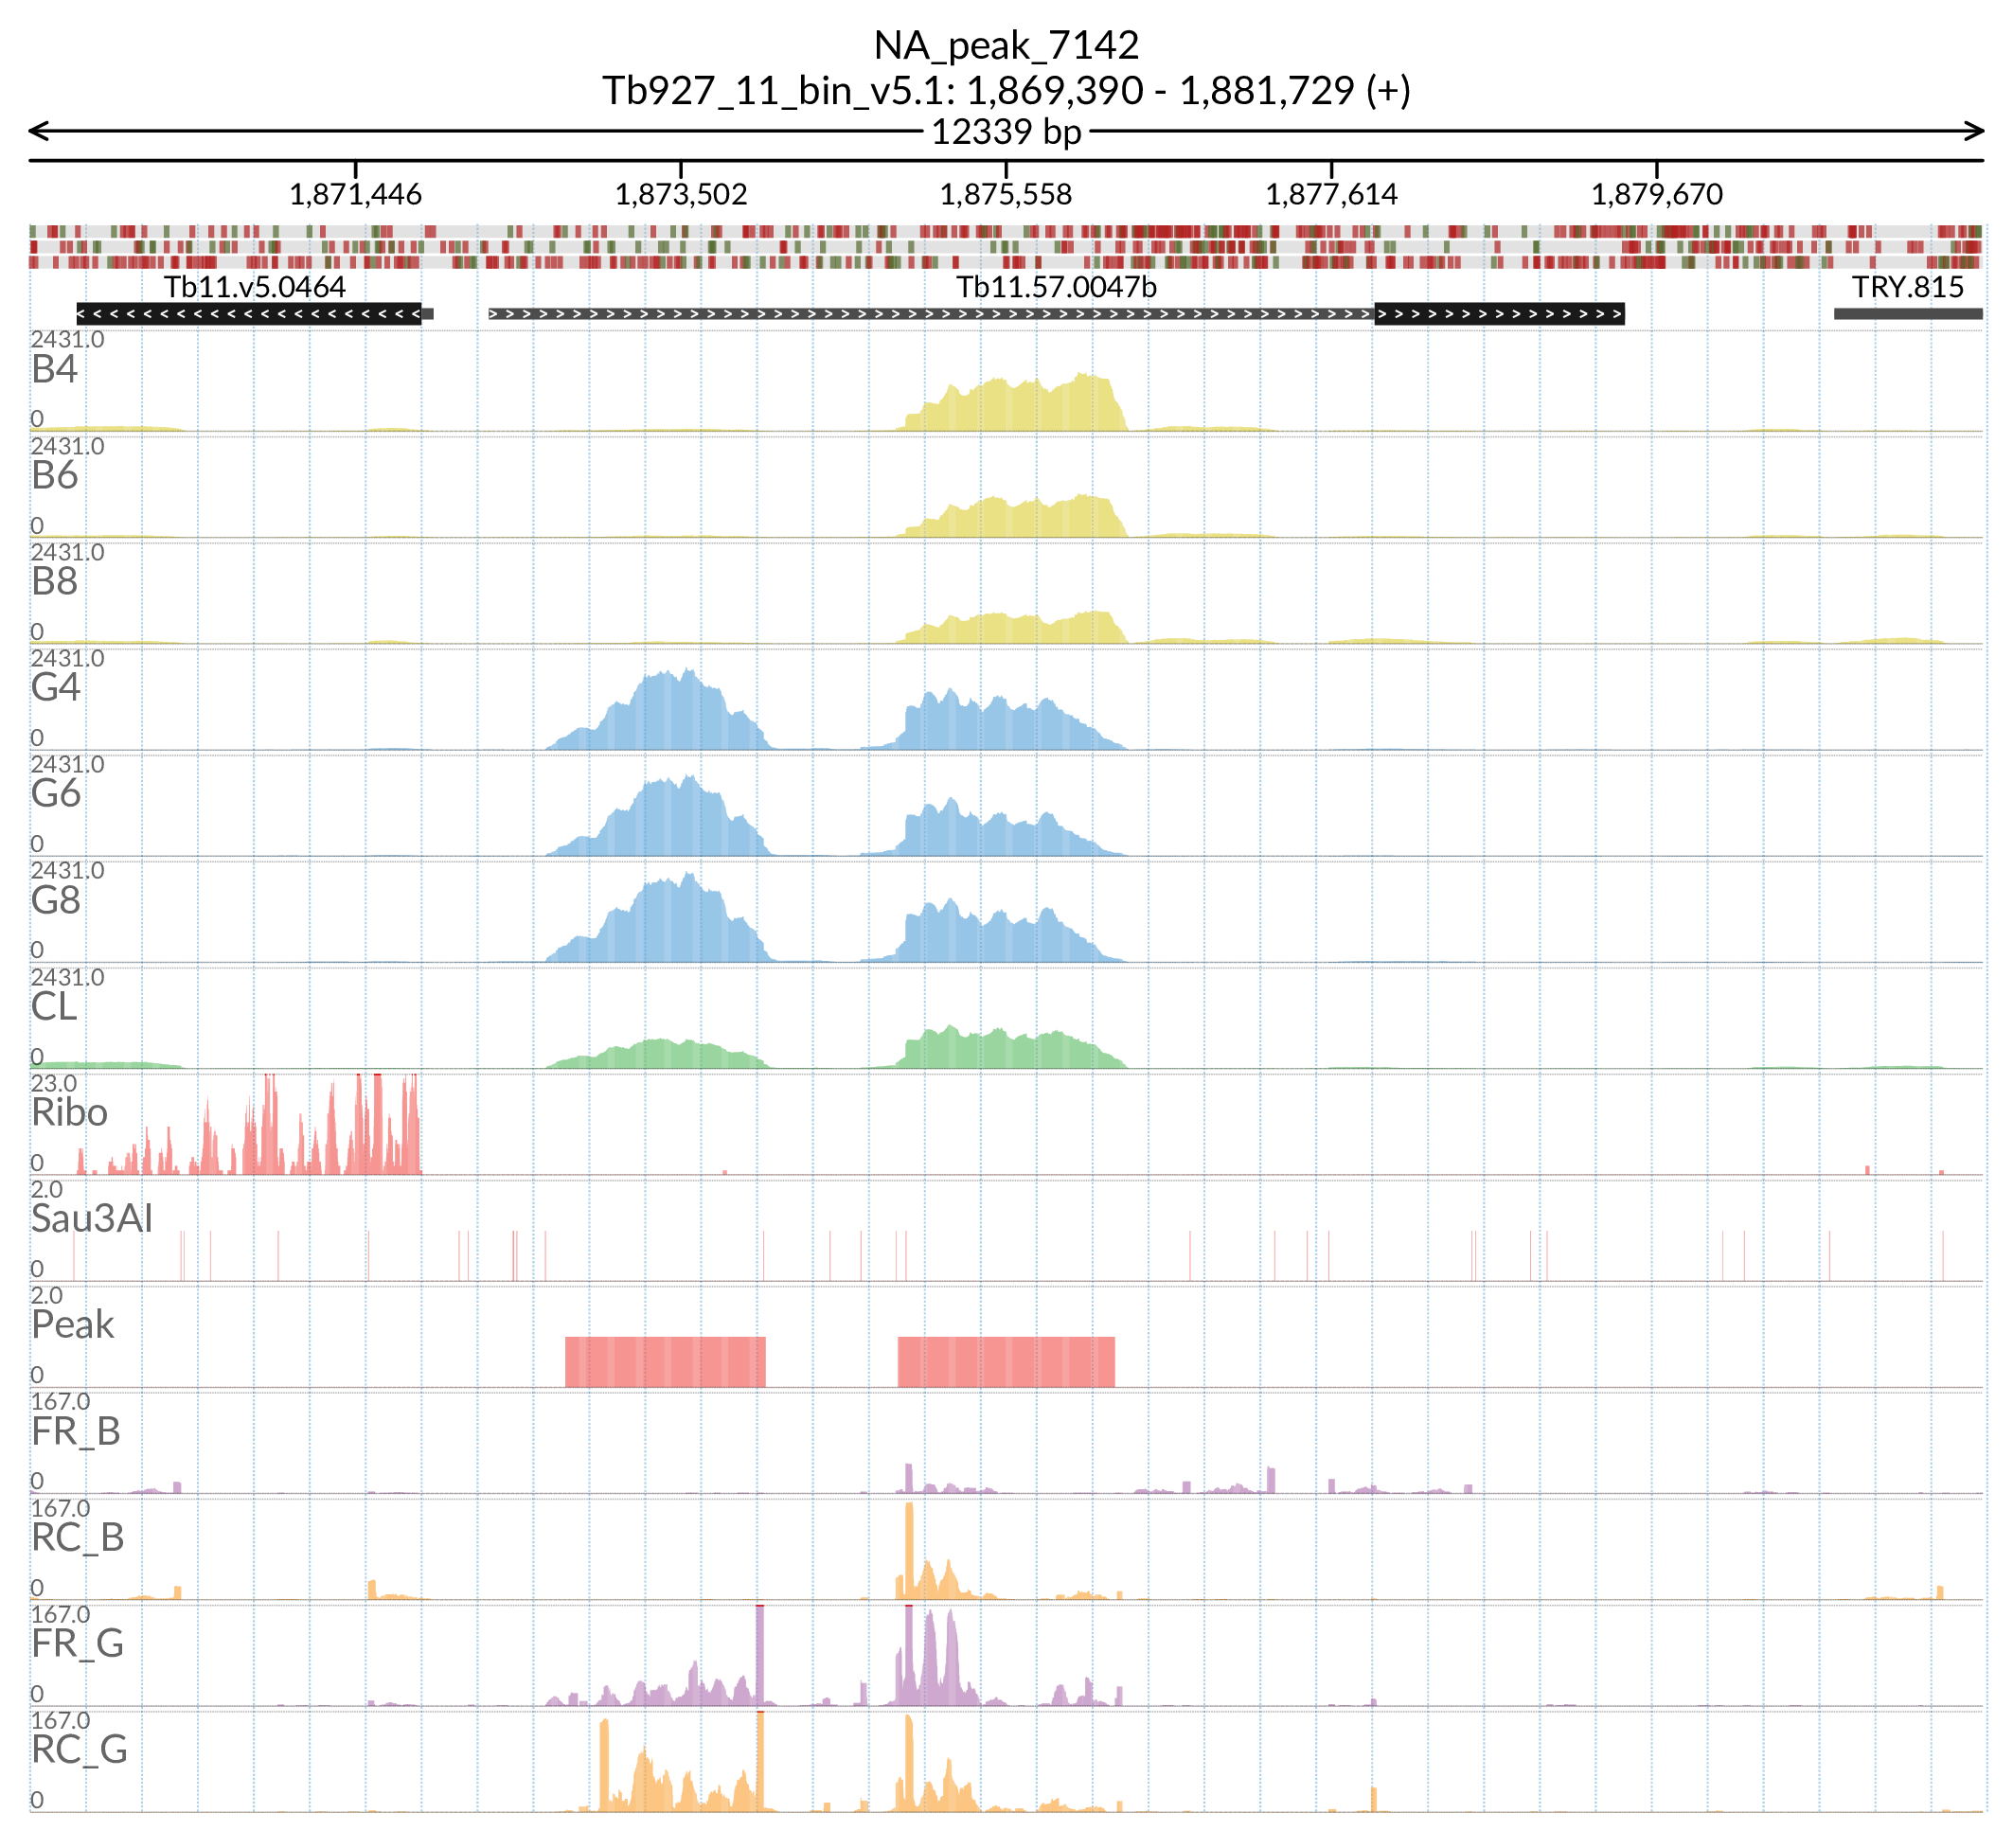 NA_peak_7142
Tb927_11_bin_v5.1: 1,869,390 - 1,881,729 (+)
12339 bp
1,871,446 1,873,502 1,875,558 1,877,614 1,879,670
Tb11.v5.0464 Tb11.57.0047b TRY.815
2431.0
B4
0
2431.0
B6
0
2431.0
B8
0
2431.0
G4
0
2431.0
G6
0
2431.0
G8
0
2431.0
CL
0
23.0
Ribo
0
2.0
Sau3AI
0
2.0
Peak
0
167.0
FR_B
0
167.0
RC_B
0
167.0
FR_G
0
167.0
RC_G
0